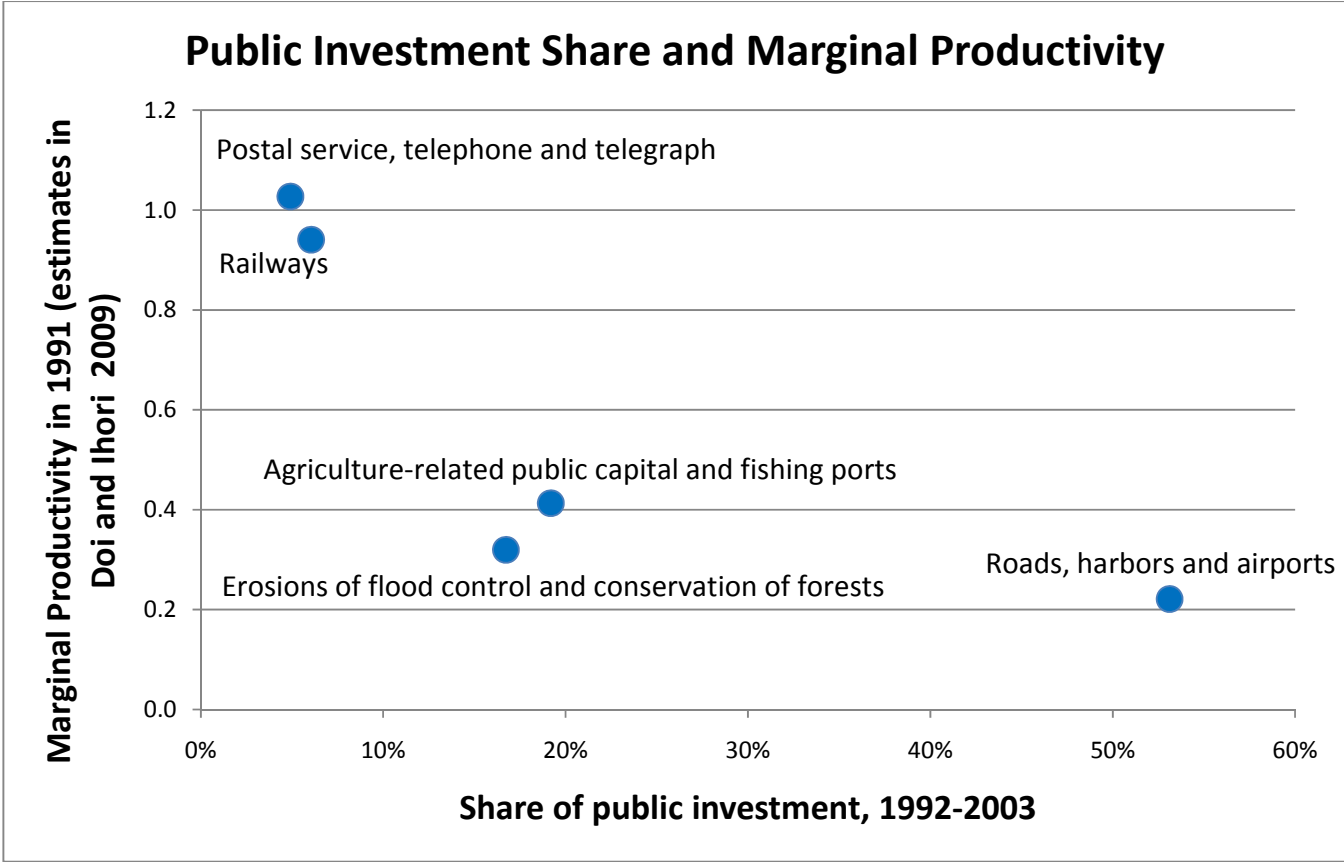 Public Investment Share and Marginal Productivity
Marginal Productivity in 1991 (estimates in
Doi and Ihori 2009)
1.2
1.0
0.8
0.6
0.4
0.2
0.0
Postal service, telephone and telegraph
Railways
Agriculture-related public capital and fishing ports
Erosions of flood control and conservation of forests
Roads, harbors and airports
0%
10%
20%
30%
40%
50%
60%
Share of public investment, 1992-2003